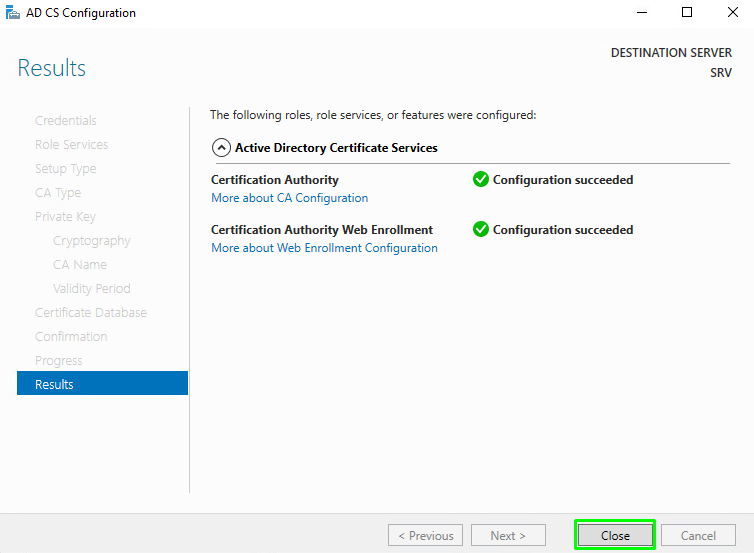 AD CS Configuration
Results
DESTINATION SERVER
SRV
Credentials
Role Services
Setup Type
CA Type
Private Key
Cryptography
CA Name
Validity Period
Certificate Database
Confirmation
Progress
Results
The following roles, role services, or features were configured:
Active Directory Certificate Services
Certification Authority Configuration succeeded
More about CA Configuration
Certification Authority Web Enrollment Configuration succeeded
More about Web Enrollment Configuration
< Previous Next > Close Cancel